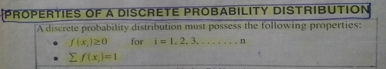 PROPERTIES OF A DISCRETE PROBABILITY DISTRIBUTION
A discrete probability distribution must possess the following properties:
• f(xᵢ)≥0 for i = 1, 2, 3, . . . . . . . n
• ∑ f(xᵢ)=1